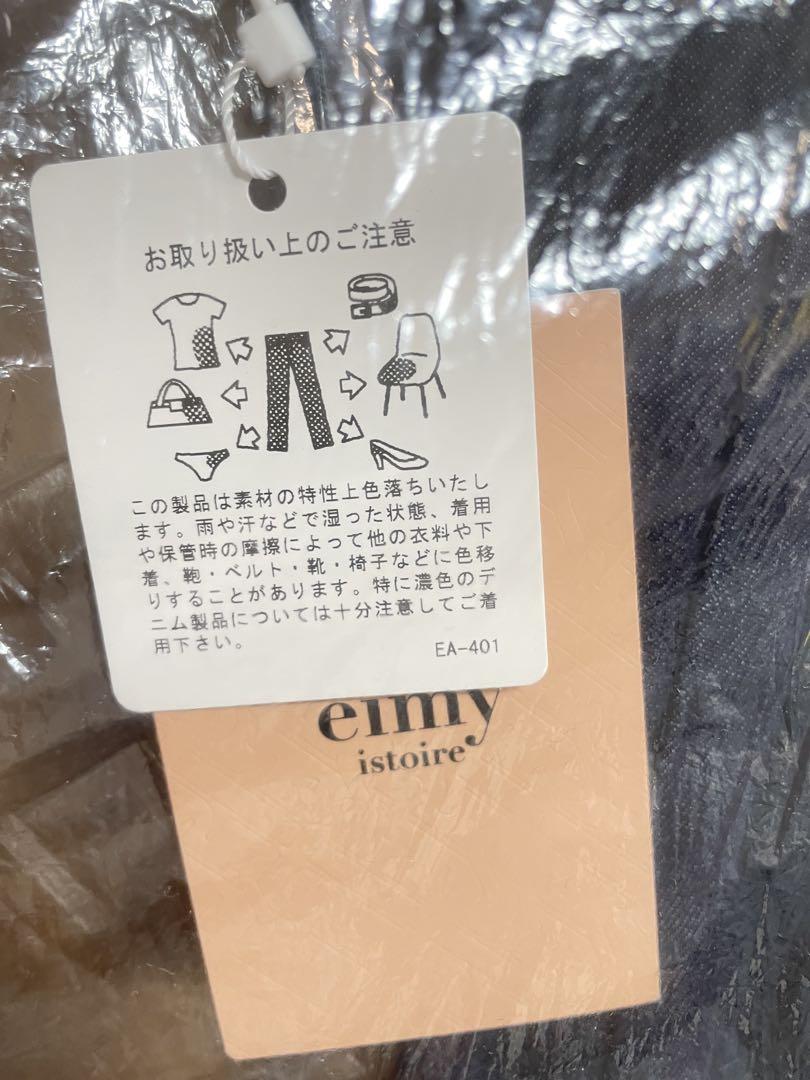 お取り扱い上のご注意
この製品は素材の特性上色落ちいたし
ます。雨や汗などで湿った状態、着用
や保管時の摩擦によって他の衣料や下
着、鞄・ベルト・靴・椅子などに色移
りすることがあります。特に濃色のデ
ニム製品については十分注意してご着
用下さい。
EA-401
eimy
istoire